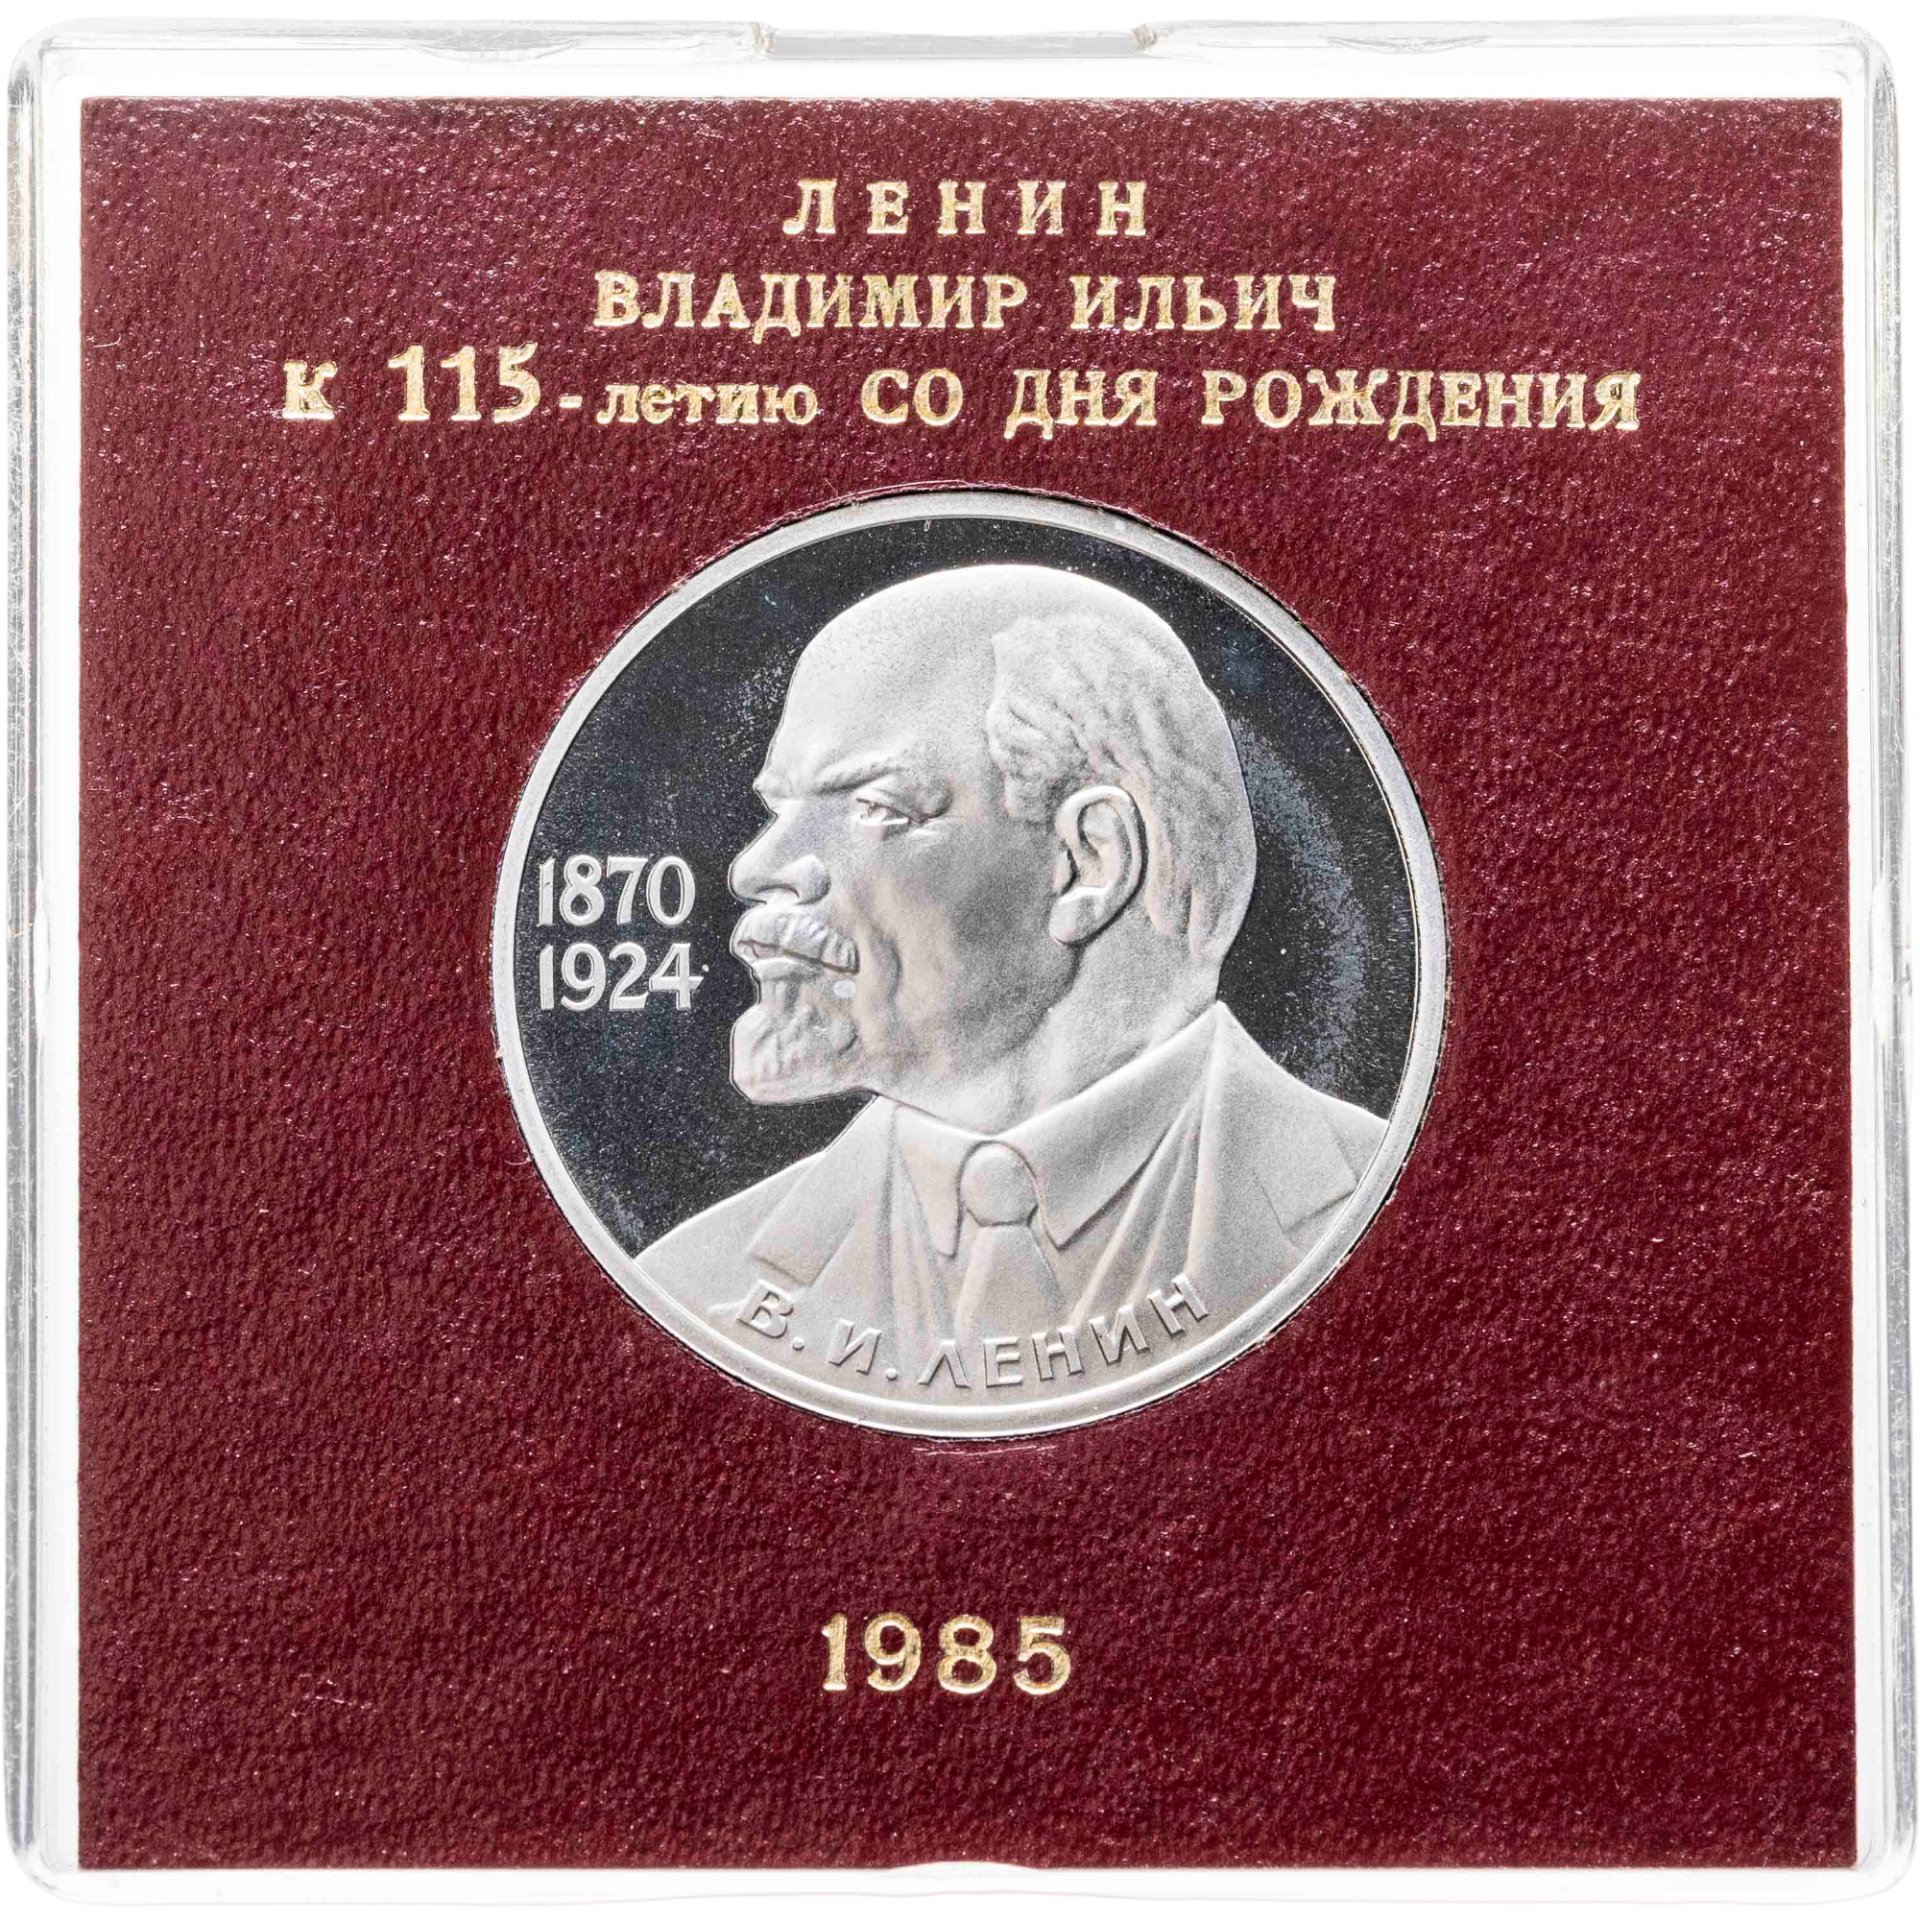 ЛЕНИН
ВЛАДИМИР ИЛЬИЧ
К 115-летию СО ДНЯ РОЖДЕНИЯ
1870
1924
В. И. ЛЕНИН
1985